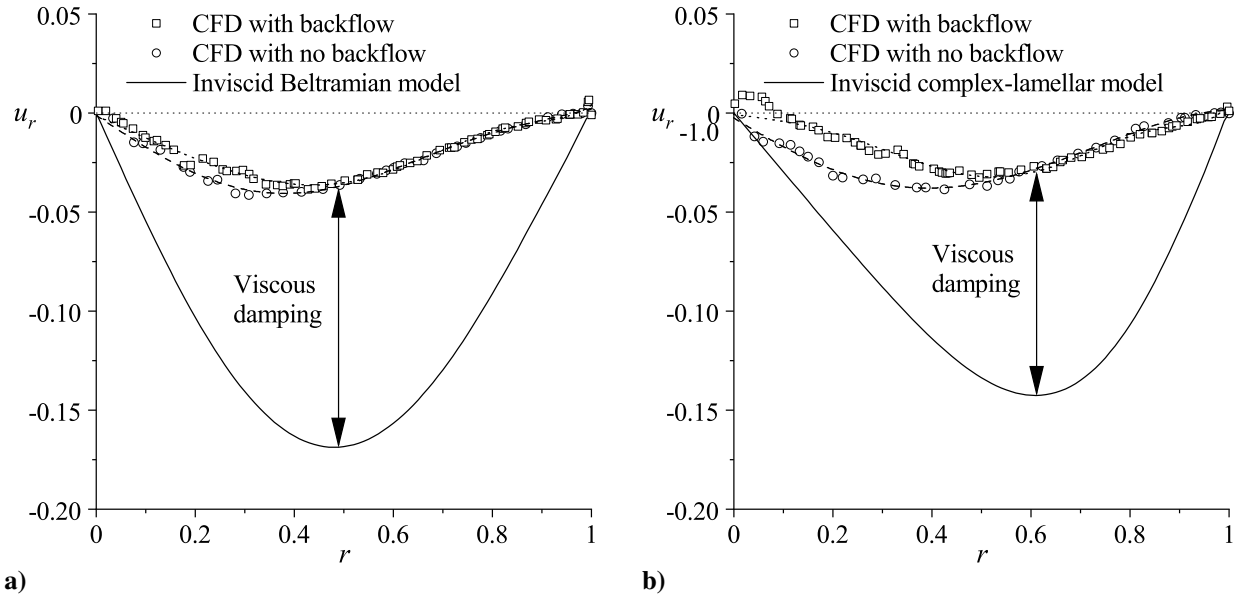 0.05
CFD with backflow
CFD with no backflow
Inviscid Beltramian model
u_r
0
-0.05
-0.10
-0.15
-0.20
Viscous
damping
0
0.2
0.4
0.6
0.8
1
r
a)
0.05
CFD with backflow
CFD with no backflow
Inviscid complex-lamellar model
u_r
0
-1.0
-0.05
-0.10
-0.15
-0.20
Viscous
damping
0
0.2
0.4
0.6
0.8
1
r
b)